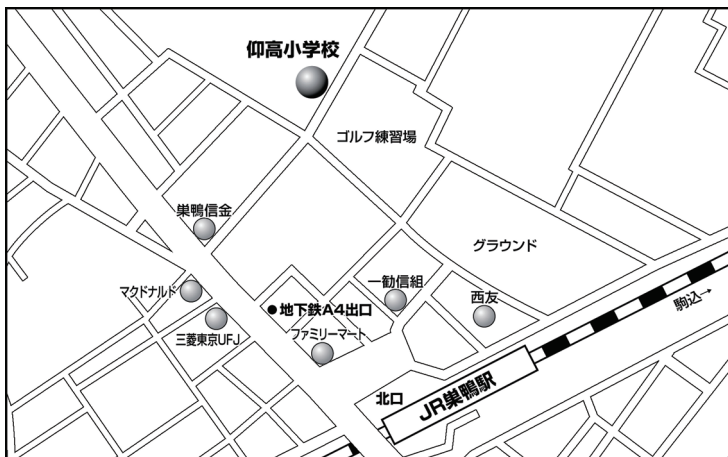 仰高小学校
ゴルフ練習場
巣鴨信金
グラウンド
マクドナルド
一勧信組
西友
地下鉄A4出口
三菱東京UFJ
ファミリーマート
駒込→
北口
JR巣鴨駅